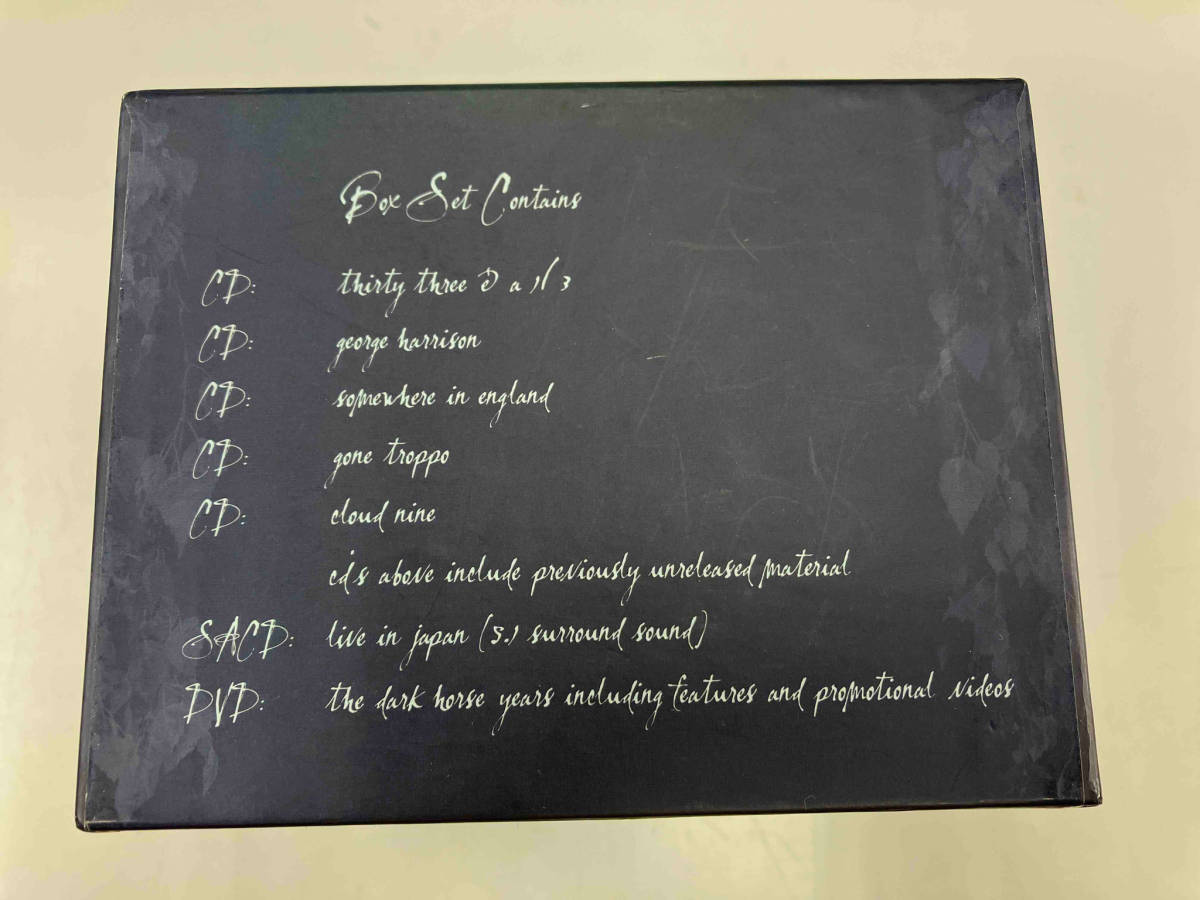 Box Set Contains
CD: thirty three & a 1/3
CD: george harrison
CD: somewhere in england
CD: gone troppo
CD: cloud nine
cd's above include previously unreleased material
SACD: live in japan (5.1 surround sound)
DVD: the dark horse years including features and promotional videos